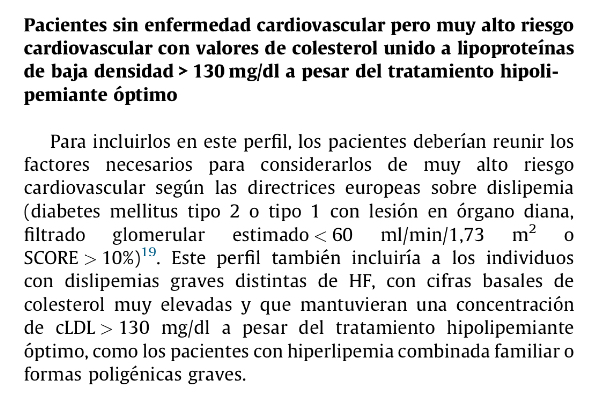 Pacientes sin enfermedad cardiovascular pero muy alto riesgo
cardiovascular con valores de colesterol unido a lipoproteínas
de baja densidad > 130 mg/dl a pesar del tratamiento hipoli-
pemiante óptimo
Para incluirlos en este perfil, los pacientes deberían reunir los
factores necesarios para considerarlos de muy alto riesgo
cardiovascular según las directrices europeas sobre dislipemia
(diabetes mellitus tipo 2 o tipo 1 con lesión en órgano diana,
filtrado glomerular estimado < 60 ml/min/1,73 m² o
SCORE > 10%)¹⁹. Este perfil también incluiría a los individuos
con dislipemias graves distintas de HF, con cifras basales de
colesterol muy elevadas y que mantuvieran una concentración
de cLDL > 130 mg/dl a pesar del tratamiento hipolipemiante
óptimo, como los pacientes con hiperlipemia combinada familiar o
formas poligénicas graves.